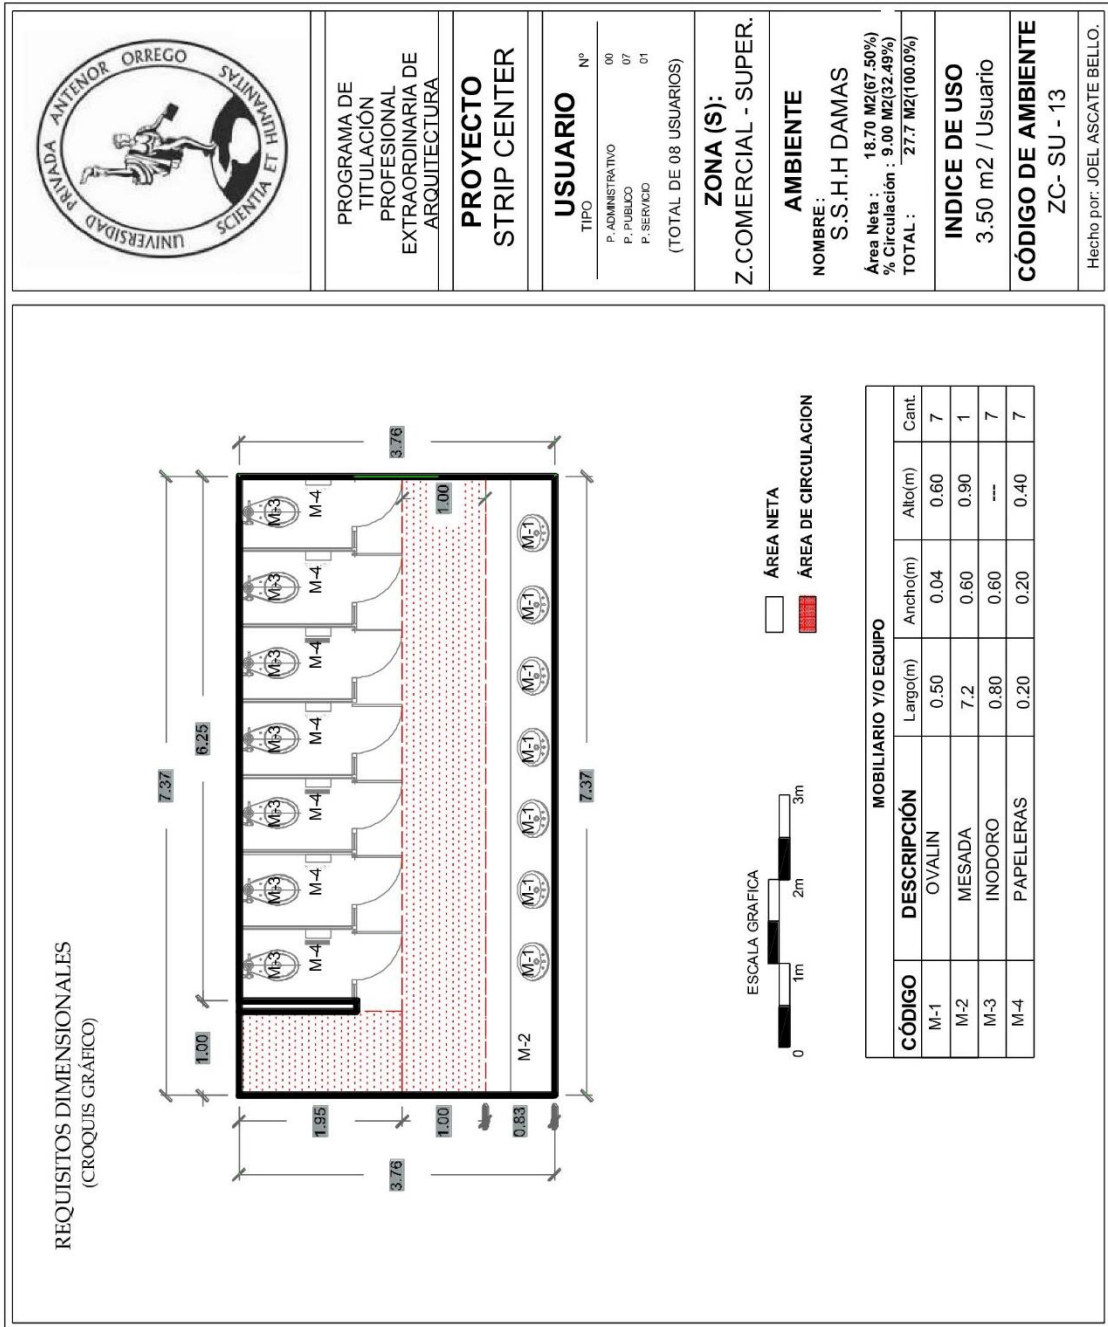 REQUISITOS DIMENSIONALES
(CROQUIS GRÁFICO)
7.37
1.00
6.25
3.76
1.95
1.00
0.83
3.76
1.00
7.37
M-3
M-3
M-3
M-3
M-3
M-3
M-3
M-4
M-4
M-4
M-4
M-4
M-4
M-4
M-2
M-1
M-1
M-1
M-1
M-1
M-1
M-1
ESCALA GRAFICA
0 1m 2m 3m
ÁREA NETA
ÁREA DE CIRCULACION
MOBILIARIO Y/O EQUIPO
CÓDIGO DESCRIPCIÓN Largo(m) Ancho(m) Alto(m) Cant.
M-1 OVALIN 0.50 0.04 0.60 7
M-2 MESADA 7.2 0.60 0.90 1
M-3 INODORO 0.80 0.60 --- 7
M-4 PAPELERAS 0.20 0.20 0.40 7
UNIVERSIDAD PRIVADA ANTENOR ORREGO
SCIENTIA ET HUMANITAS
PROGRAMA DE
TITULACIÓN
PROFESIONAL
EXTRAORDINARIA DE
ARQUITECTURA
PROYECTO
STRIP CENTER
USUARIO
TIPO Nº
P. ADMINISTRATIVO 00
P. PUBLICO 07
P. SERVICIO 01
(TOTAL DE 08 USUARIOS)
ZONA (S):
Z.COMERCIAL - SUPER.
AMBIENTE
NOMBRE :
S.S.H.H DAMAS
Área Neta : 18.70 M2(67.50%)
% Circulación : 9.00 M2(32.49%)
TOTAL : 27.7 M2(100.0%)
INDICE DE USO
3.50 m2 / Usuario
CÓDIGO DE AMBIENTE
ZC- SU - 13
Hecho por: JOEL ASCATE BELLO.